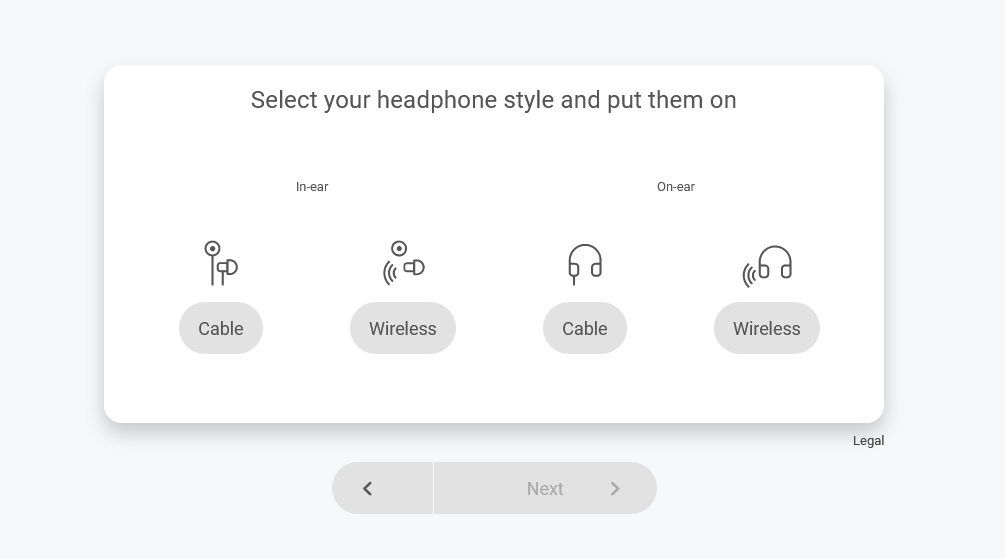 Select your headphone style and put them on
In-ear
On-ear
Cable
Wireless
Cable
Wireless
Legal
Next